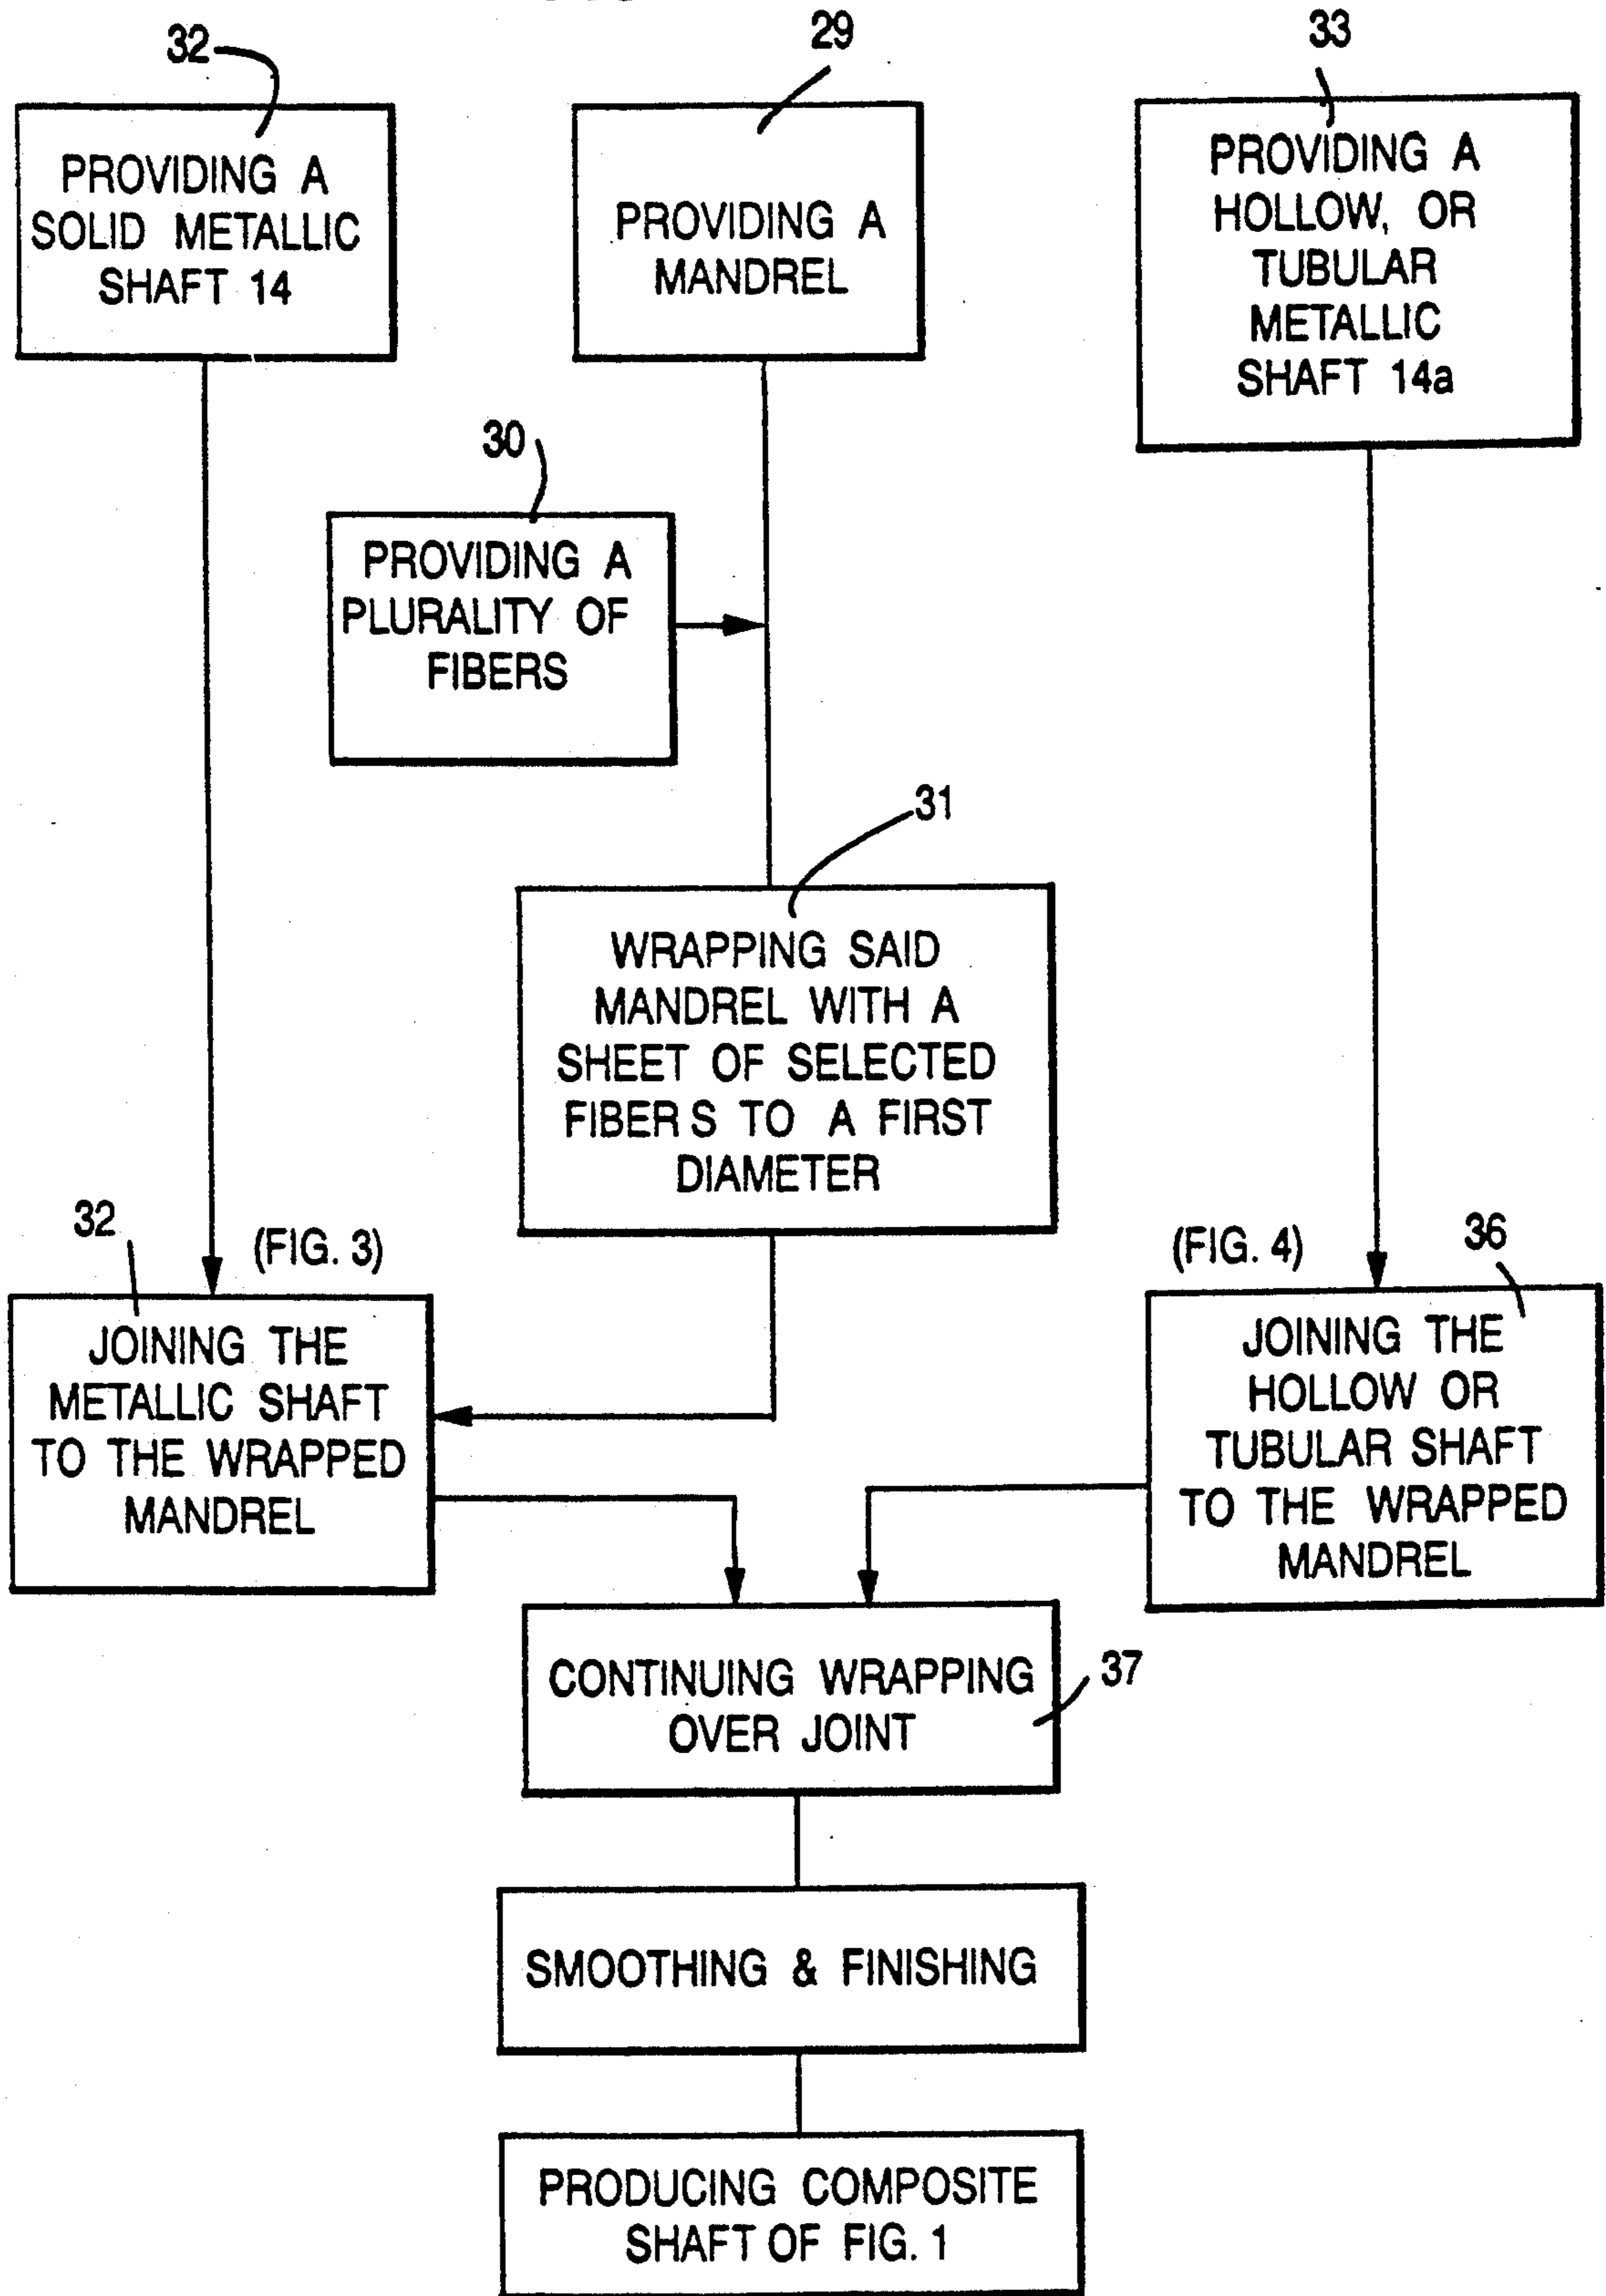 32
29
33
PROVIDING A
SOLID METALLIC
SHAFT 14
PROVIDING A
MANDREL
PROVIDING A
HOLLOW, OR
TUBULAR
METALLIC
SHAFT 14a
30
PROVIDING A
PLURALITY OF
FIBERS
31
WRAPPING SAID
MANDREL WITH A
SHEET OF SELECTED
FIBER S TO A FIRST
DIAMETER
32
(FIG. 3)
JOINING THE
METALLIC SHAFT
TO THE WRAPPED
MANDREL
(FIG. 4)
36
JOINING THE
HOLLOW OR
TUBULAR SHAFT
TO THE WRAPPED
MANDREL
CONTINUING WRAPPING
OVER JOINT
37
SMOOTHING & FINISHING
PRODUCING COMPOSITE
SHAFT OF FIG. 1